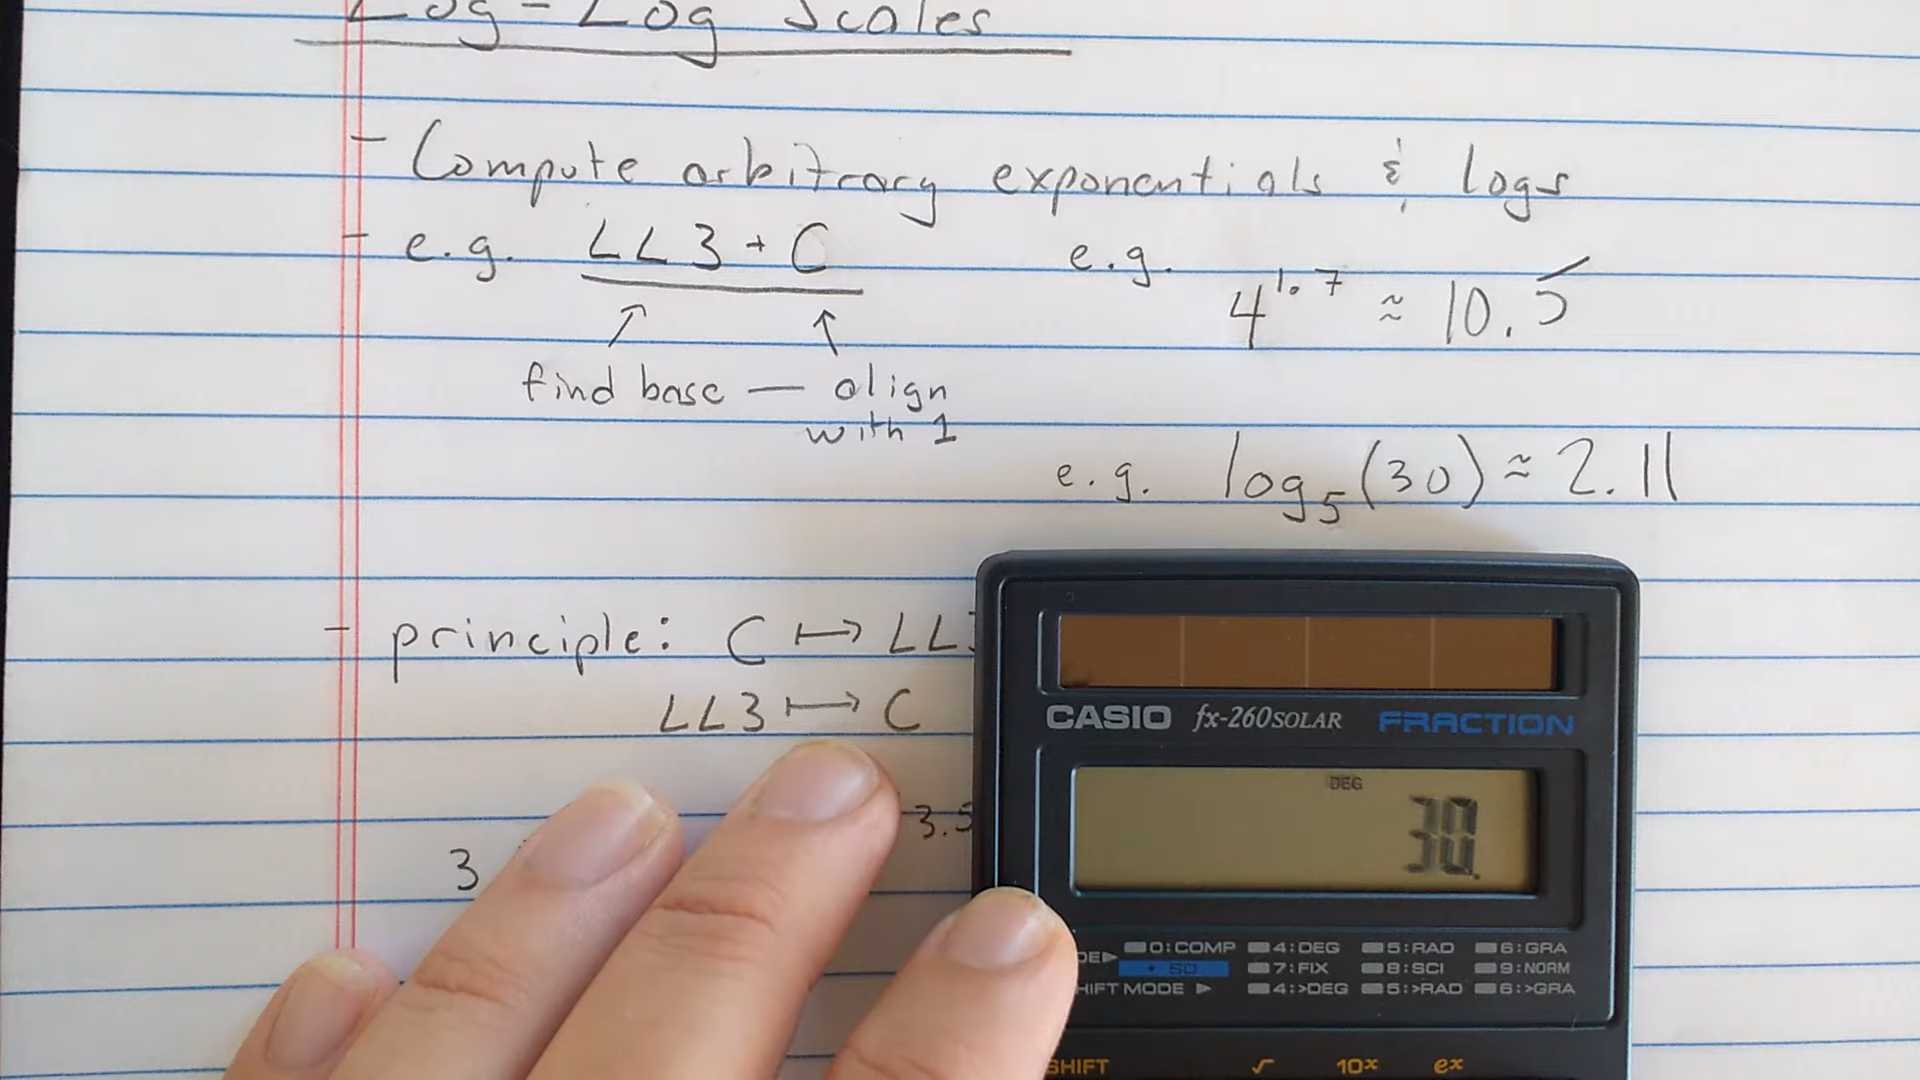 Log-Log Scales
- Compute arbitrary exponentials & logs
- e.g. LL3 + C
find base — align
with 1
e.g. 4^1.7 ≈ 10.5
e.g. log₅(30) ≈ 2.11
- principle: C ↦ LL3
LL3 ↦ C
3
3.5
CASIO fx-260SOLAR FRACTION
DEG
30.
0:COMP 4:DEG 5:RAD 6:GRA
DE▶ • SD 7:FIX 8:SCI 9:NORM
HIFT MODE ▶ 4:>DEG 5:>RAD 6:>GRA
SHIFT √ 10x ex